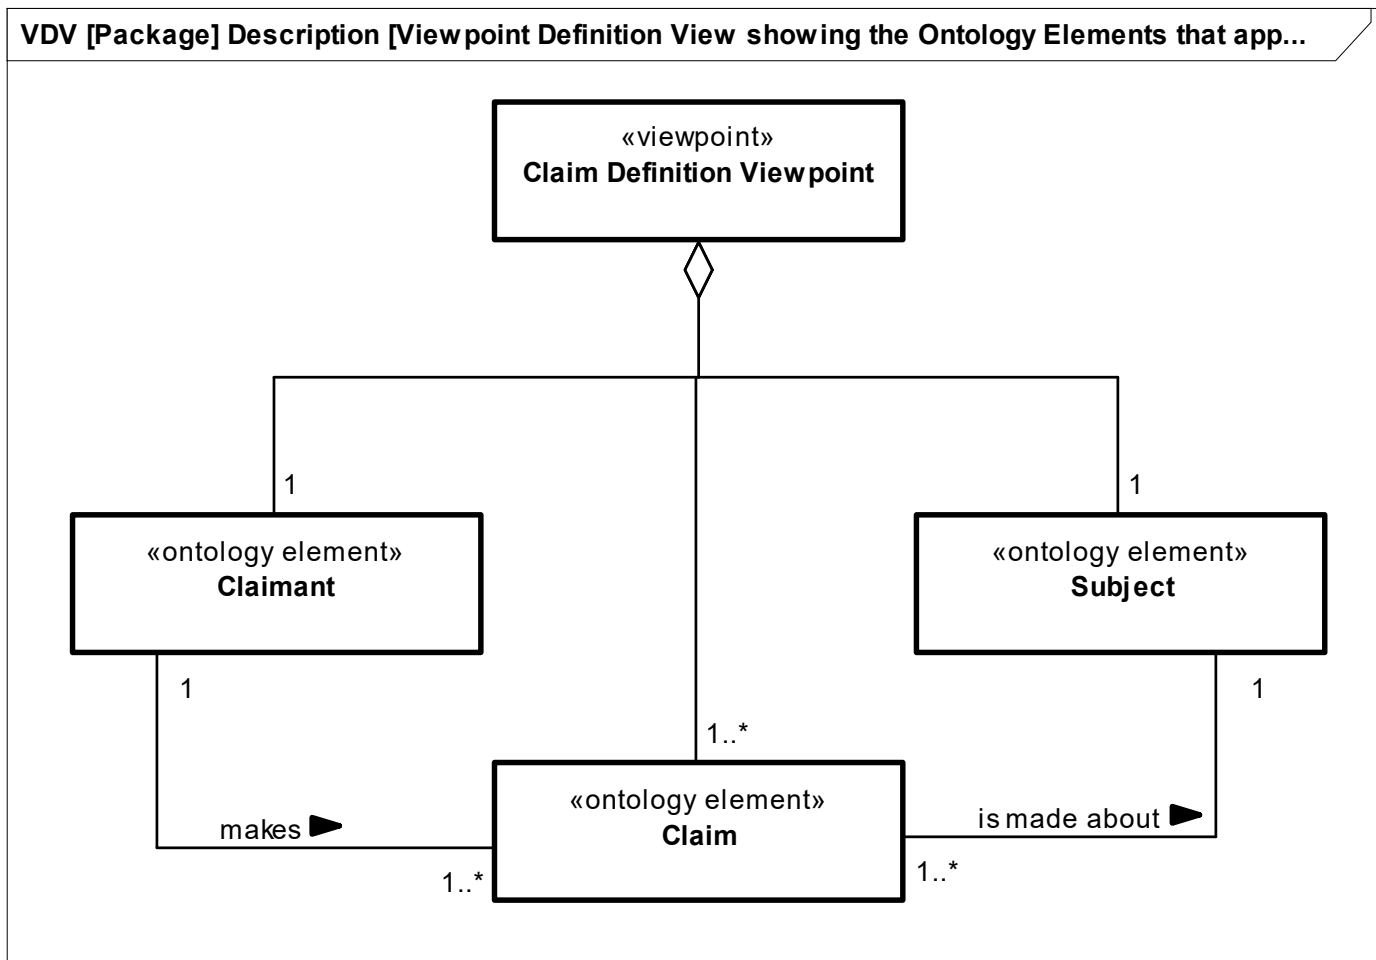 VDV [Package] Description [Viewpoint Definition View showing the Ontology Elements that app...
«viewpoint»
Claim Definition Viewpoint
1
1
«ontology element»
Claimant
«ontology element»
Subject
1
1
1..*
«ontology element»
Claim
makes
is made about
1..*
1..*